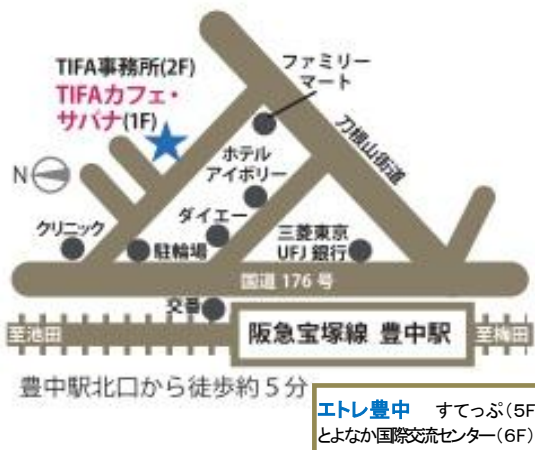 TIFA事務所(2F)
TIFAカフェ・
サパナ(1F)
ファミリー
マート
刀根山街道
N
ホテル
アイボリー
クリニック
ダイエー
駐輪場
三菱東京
UFJ 銀行
国道 176 号
交番
至池田
阪急宝塚線 豊中駅
至梅田
豊中駅北口から徒歩約 5 分
エトレ豊中 すてっぷ(5F
とよなか国際交流センター(6F)